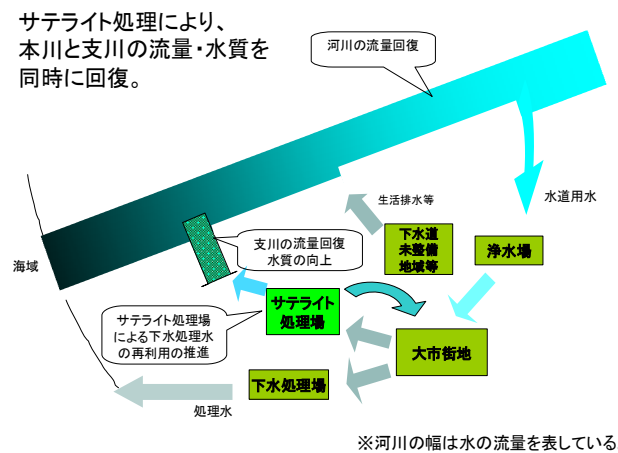 サテライト処理により、
本川と支川の流量・水質を
同時に回復。
河川の流量回復
生活排水等
水道用水
下水道
未整備
地域等
浄水場
支川の流量回復
水質の向上
海域
サテライト
処理場
サテライト処理場
による下水処理水
の再利用の推進
大市街地
下水処理場
処理水
※河川の幅は水の流量を表している